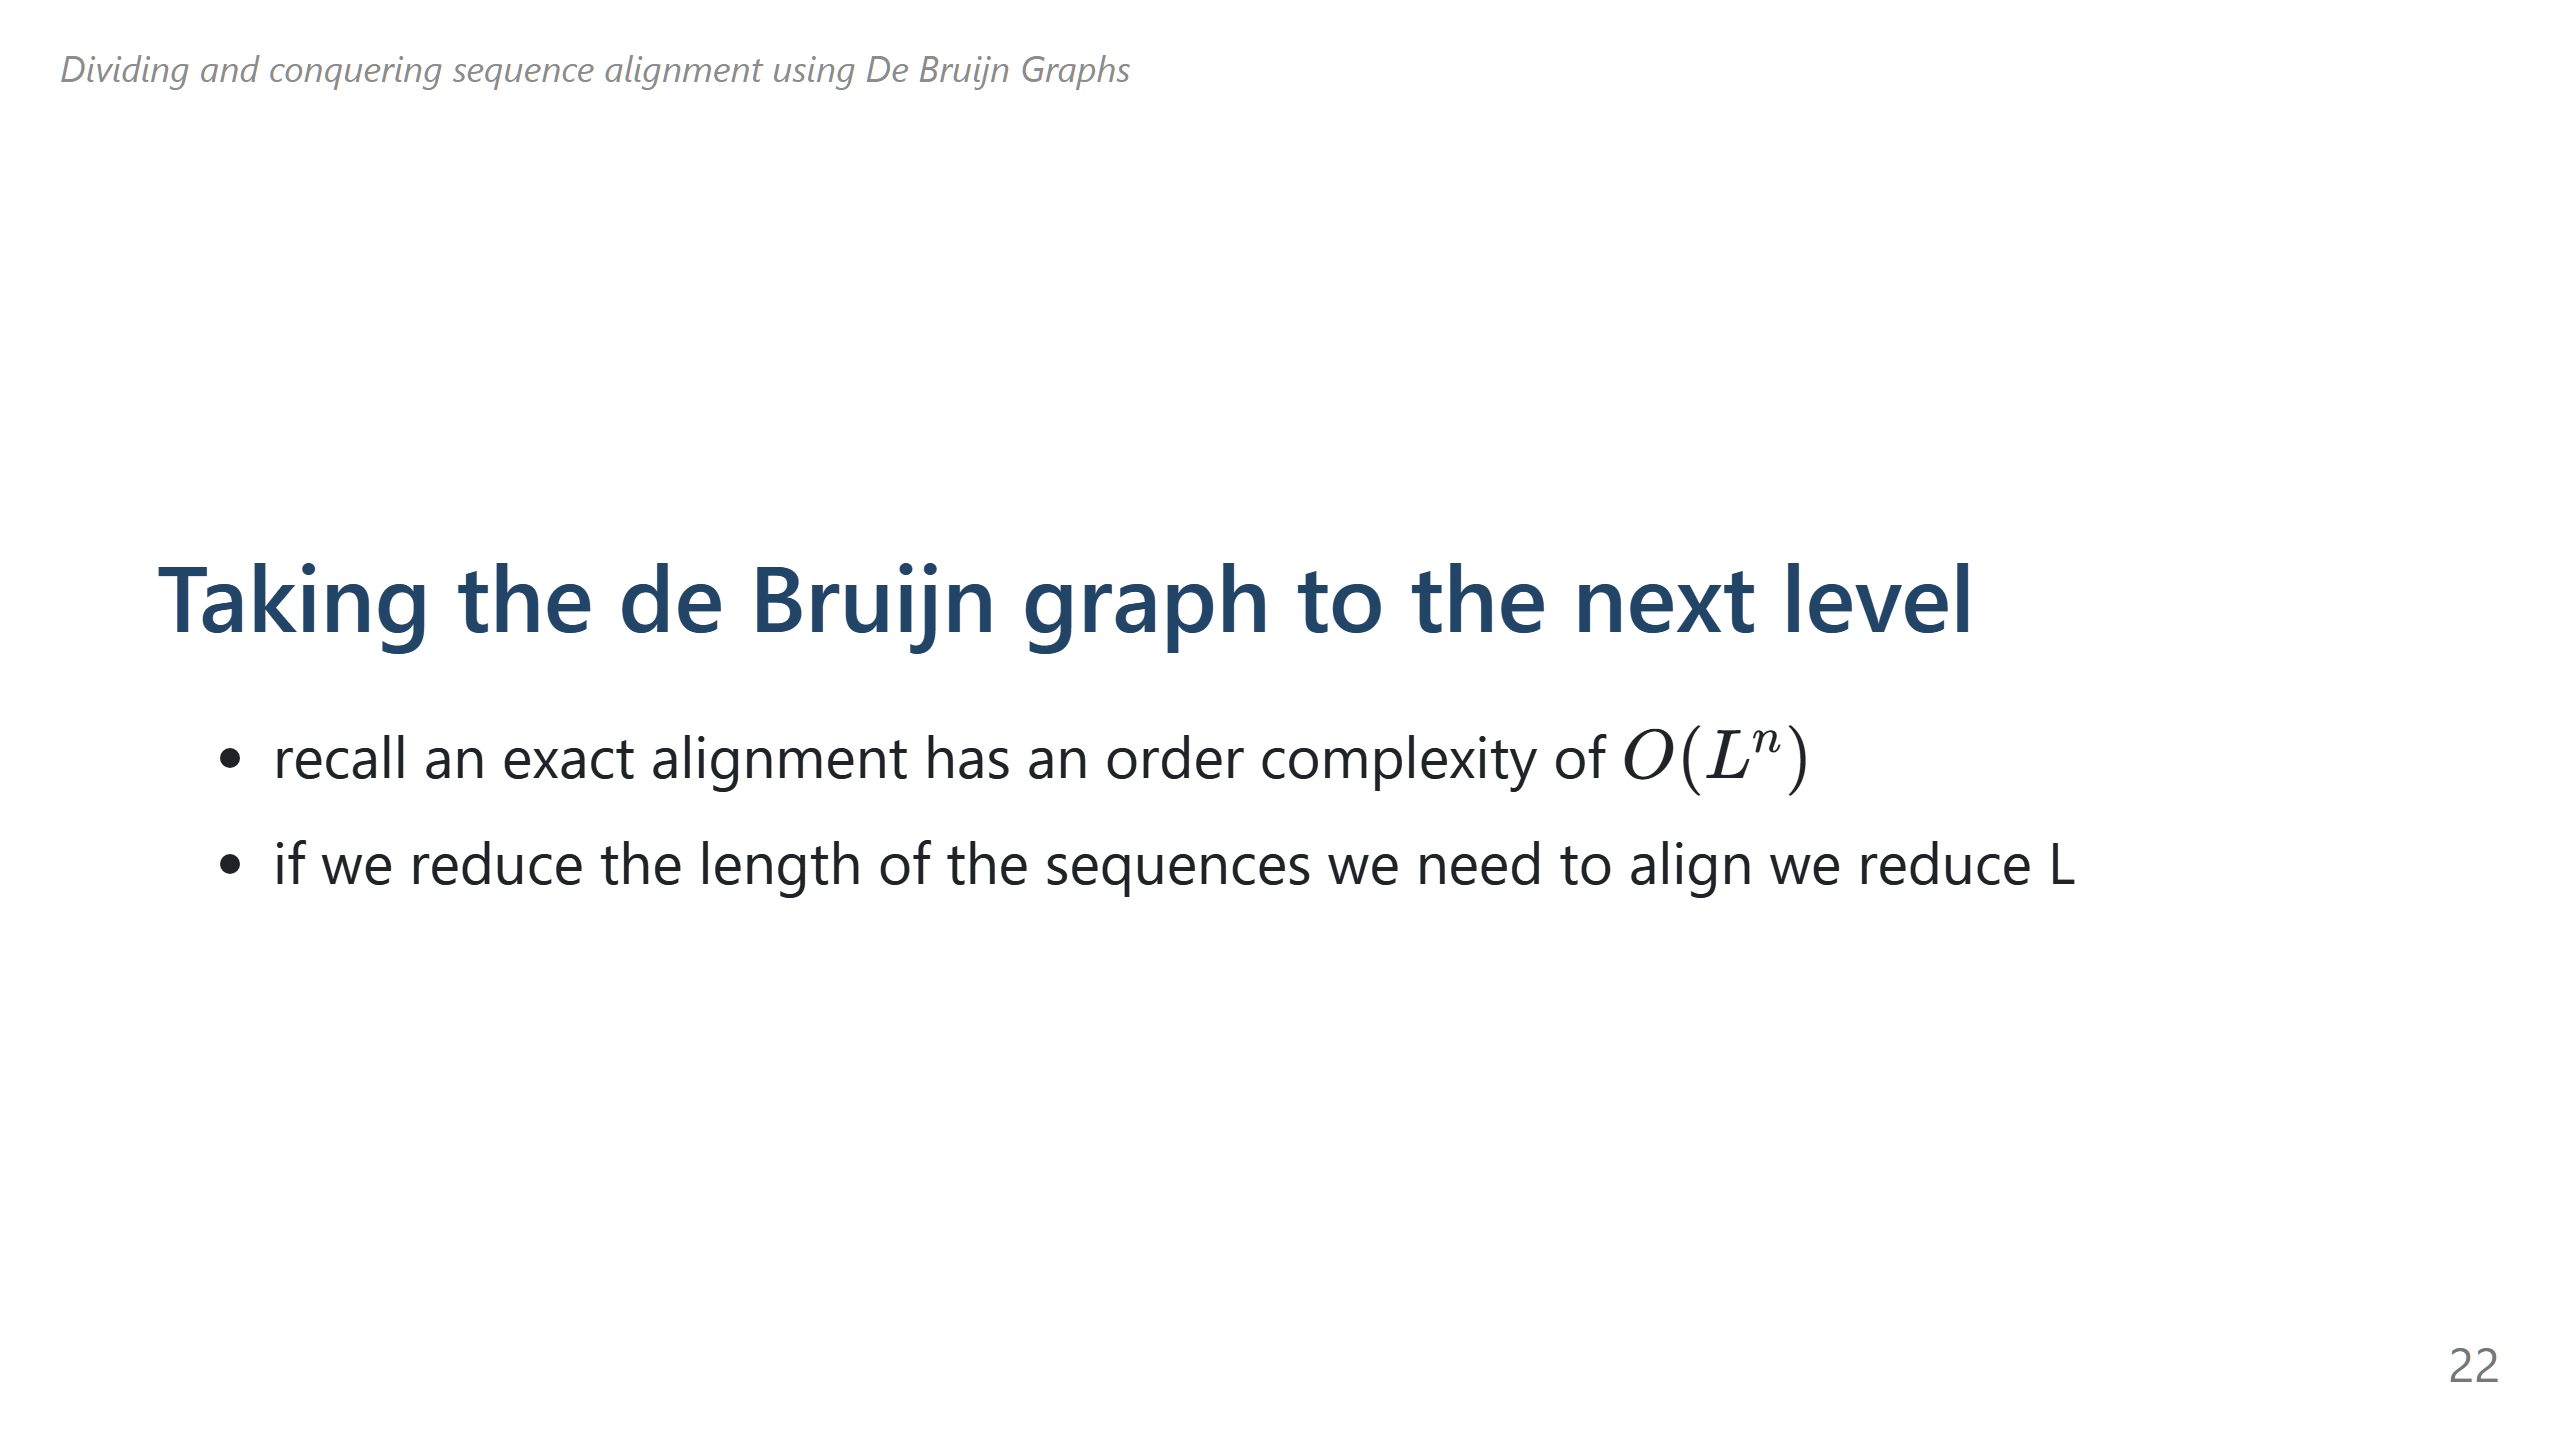 Dividing and conquering sequence alignment using De Bruijn Graphs
Taking the de Bruijn graph to the next level
• recall an exact alignment has an order complexity of $O(L^n)$
• if we reduce the length of the sequences we need to align we reduce L
22